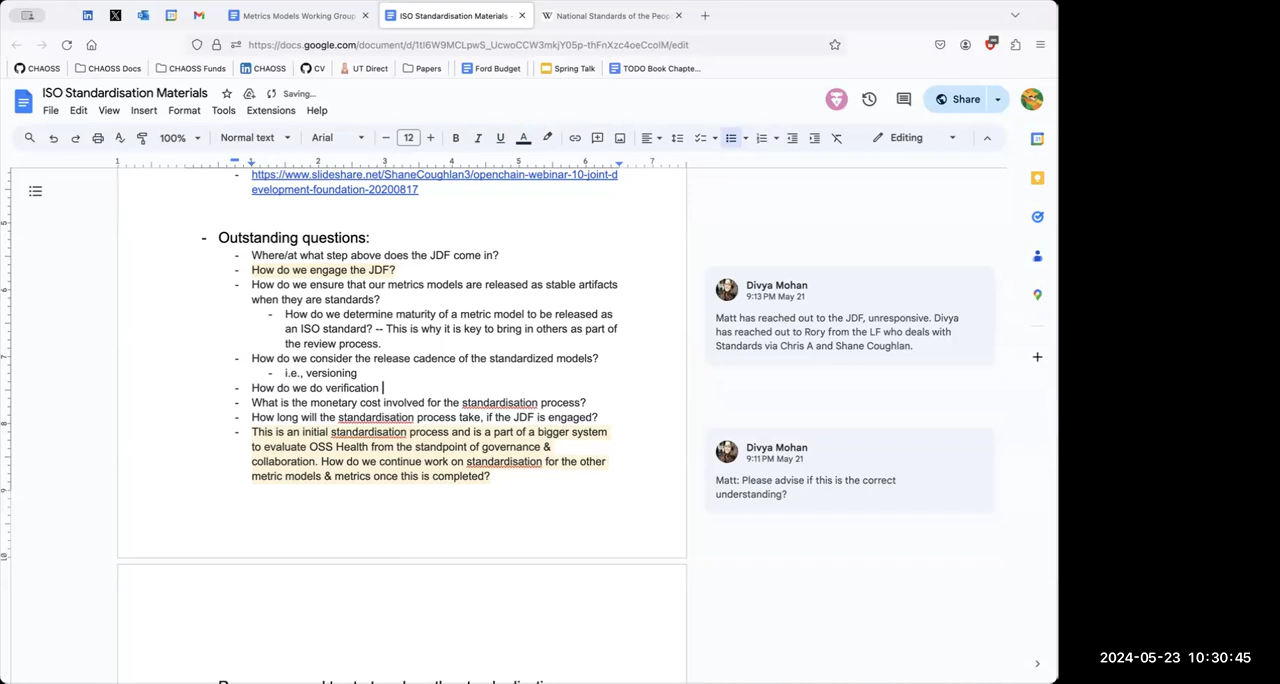 Metrics Models Working Group
ISO Standardisation Materials -
National Standards of the Peop
https://docs.google.com/document/d/1tI6W9MCLpwS_UcwoCCW3mkjY05p-thFnXzc4oeCcoIM/edit
CHAOSS
CHAOSS Docs
CHAOSS Funds
CHAOSS
CV
UT Direct
Papers
Ford Budget
Spring Talk
TODO Book Chapte...
ISO Standardisation Materials
Saving...
File Edit View Insert Format Tools Extensions Help
Share
100% Normal text Arial 12 Editing
1 1 2 3 4 5 6 7
- https://www.slideshare.net/ShaneCoughlan3/openchain-webinar-10-joint-d
evelopment-foundation-20200817
- Outstanding questions:
- Where/at what step above does the JDF come in?
- How do we engage the JDF?
- How do we ensure that our metrics models are released as stable artifacts
when they are standards?
- How do we determine maturity of a metric model to be released as
an ISO standard? -- This is why it is key to bring in others as part of
the review process.
- How do we consider the release cadence of the standardized models?
- i.e., versioning
- How do we do verification
- What is the monetary cost involved for the standardisation process?
- How long will the standardisation process take, if the JDF is engaged?
- This is an initial standardisation process and is a part of a bigger system
to evaluate OSS Health from the standpoint of governance &
collaboration. How do we continue work on standardisation for the other
metric models & metrics once this is completed?
Divya Mohan
9:13 PM May 21
Matt has reached out to the JDF, unresponsive. Divya
has reached out to Rory from the LF who deals with
Standards via Chris A and Shane Coughlan.
Divya Mohan
9:11 PM May 21
Matt: Please advise if this is the correct
understanding?
2024-05-23 10:30:45